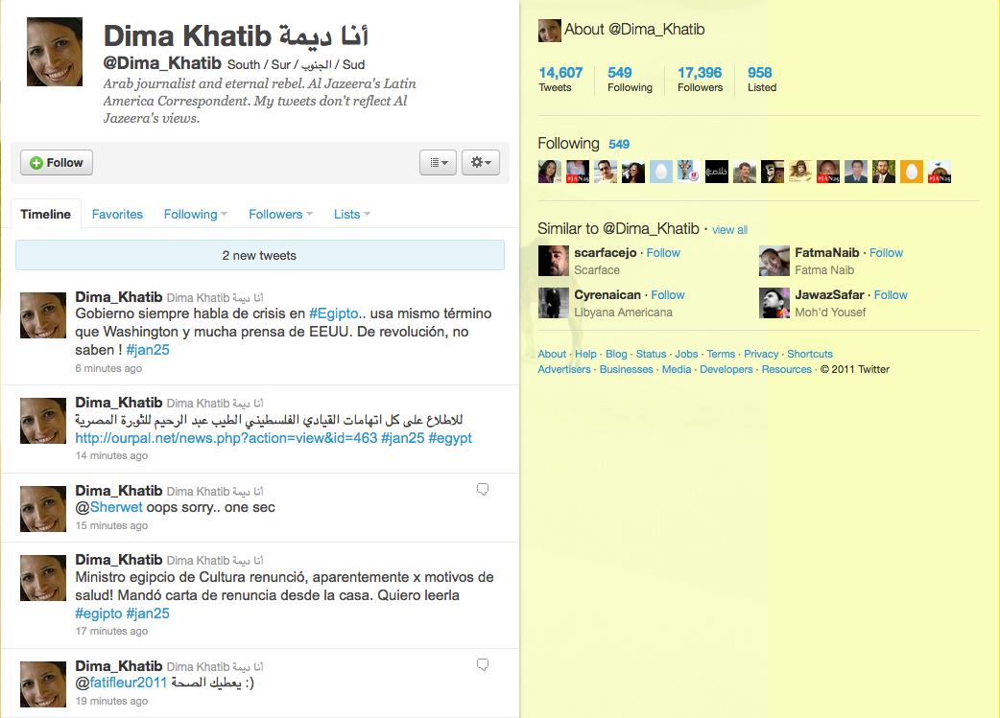 Dima Khatib أنا ديمة
@Dima_Khatib South / Sur / الجنوب / Sud
Arab journalist and eternal rebel. Al Jazeera's Latin
America Correspondent. My tweets don't reflect Al
Jazeera's views.
Follow
Timeline Favorites Following Followers Lists
2 new tweets
Dima_Khatib Dima Khatib أنا ديمة
Gobierno siempre habla de crisis en #Egipto.. usa mismo término
que Washington y mucha prensa de EEUU. De revolución, no
saben ! #jan25
6 minutes ago
Dima_Khatib Dima Khatib أنا ديمة
للاطلاع على كل اتهامات القيادي الفلسطيني الطيب عبد الرحيم للثورة المصرية
http://ourpal.net/news.php?action=view&id=463 #jan25 #egypt
14 minutes ago
Dima_Khatib Dima Khatib أنا ديمة
@Sherwet oops sorry.. one sec
15 minutes ago
Dima_Khatib Dima Khatib أنا ديمة
Ministro egipcio de Cultura renunció, aparentemente x motivos de
salud! Mandó carta de renuncia desde la casa. Quiero leerla
#egipto #jan25
17 minutes ago
Dima_Khatib Dima Khatib أنا ديمة
@fatifleur2011 يعطيك الصحة :)
19 minutes ago
About @Dima_Khatib
14,607 549 17,396 958
Tweets Following Followers Listed
Following 549
#JAN25 #JAN25 #JAN25
Similar to @Dima_Khatib · view all
scarfacejo · Follow
Scarface
FatmaNaib · Follow
Fatma Naib
Cyrenaican · Follow
Libyana Americana
JawazSafar · Follow
Moh'd Yousef
About · Help · Blog · Status · Jobs · Terms · Privacy · Shortcuts
Advertisers · Businesses · Media · Developers · Resources · © 2011 Twitter